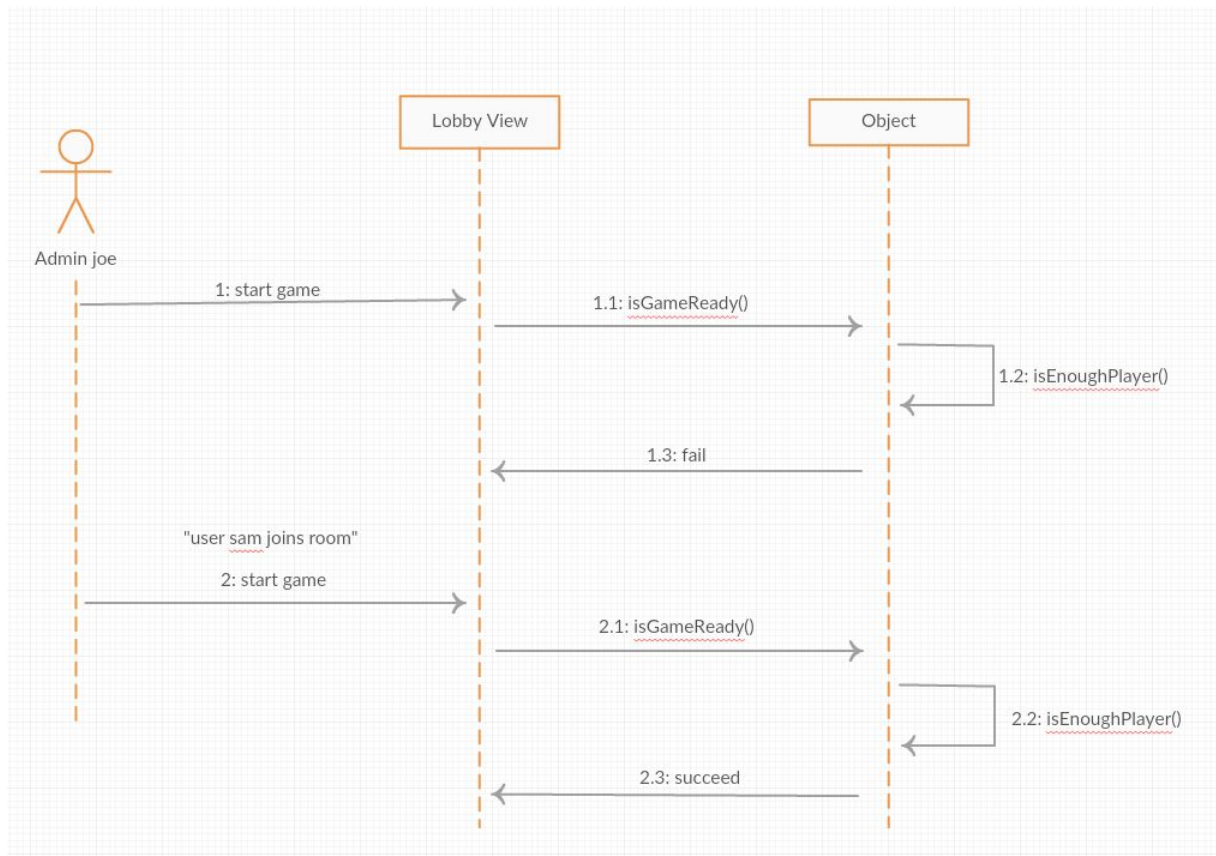 Lobby View
Object
Admin joe
1: start game
1.1: isGameReady()
1.2: isEnoughPlayer()
1.3: fail
"user sam joins room"
2: start game
2.1: isGameReady()
2.2: isEnoughPlayer()
2.3: succeed